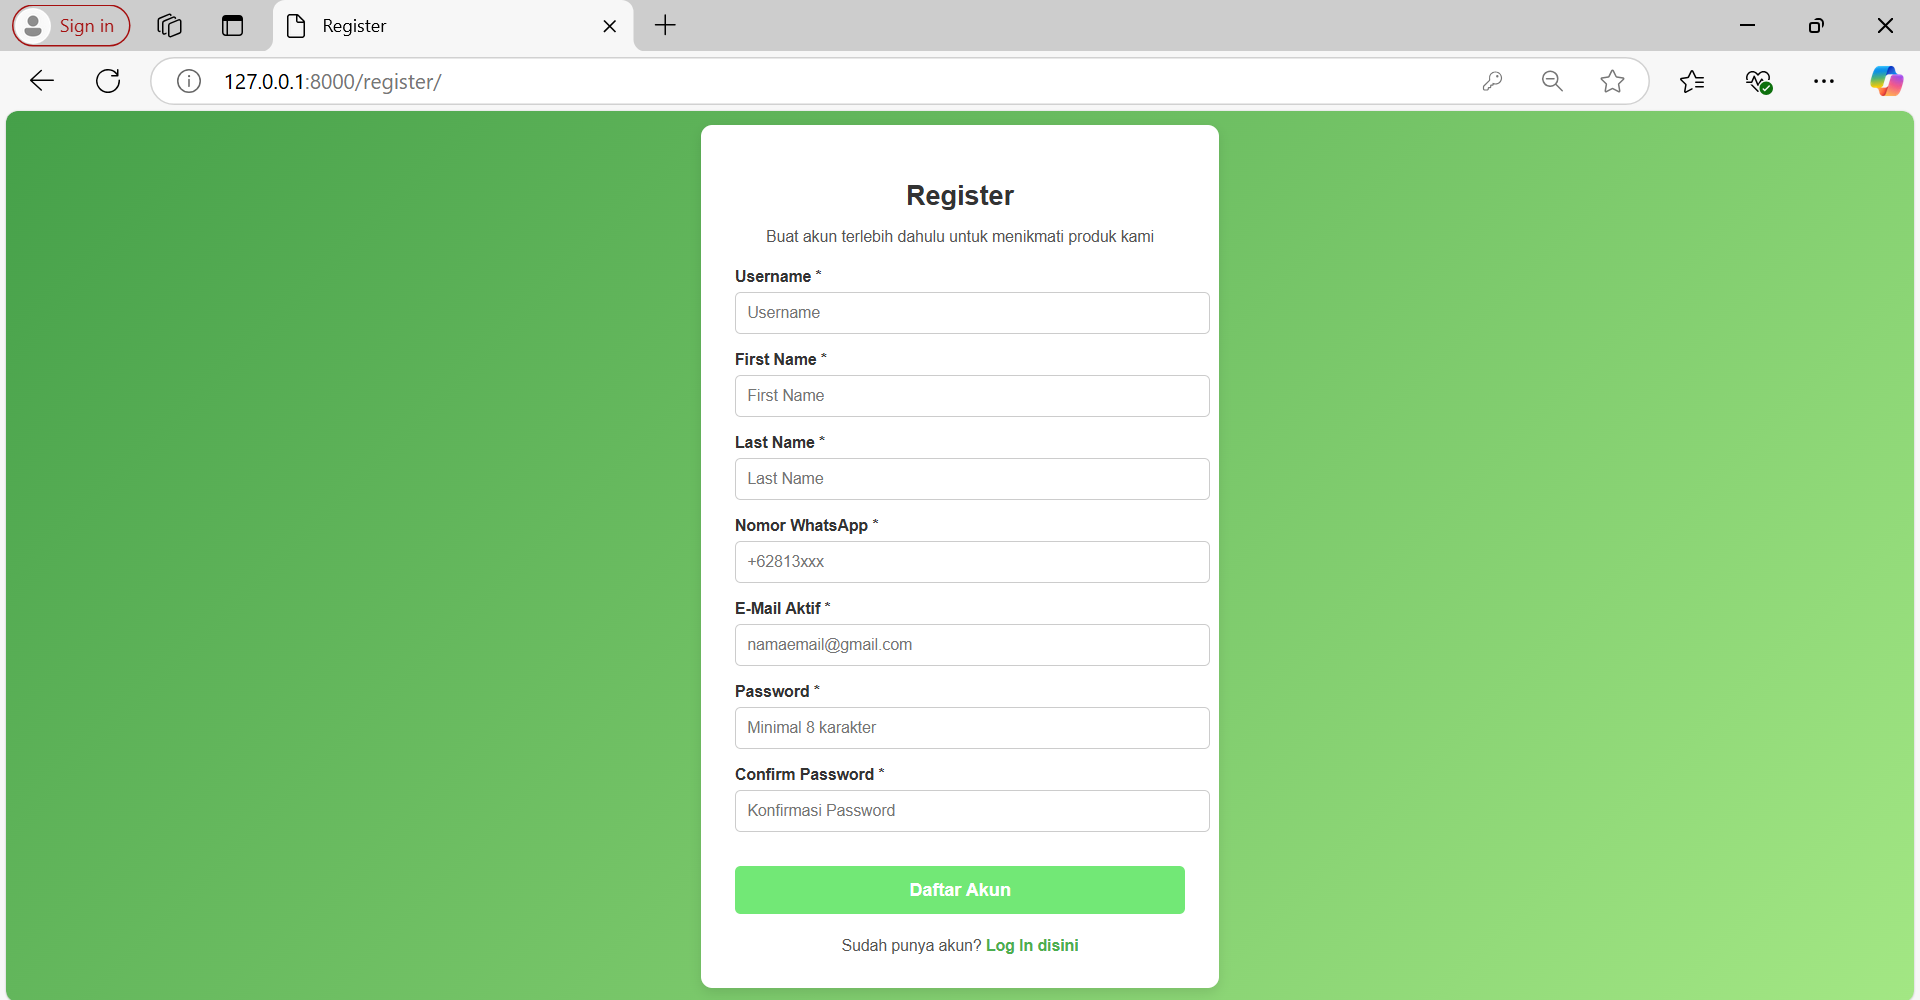 Sign in
Register
127.0.0.1:8000/register/
Register
Buat akun terlebih dahulu untuk menikmati produk kami
Username *
Username
First Name *
First Name
Last Name *
Last Name
Nomor WhatsApp *
+62813xxx
E-Mail Aktif *
namaemail@gmail.com
Password *
Minimal 8 karakter
Confirm Password *
Konfirmasi Password
Daftar Akun
Sudah punya akun? Log In disini